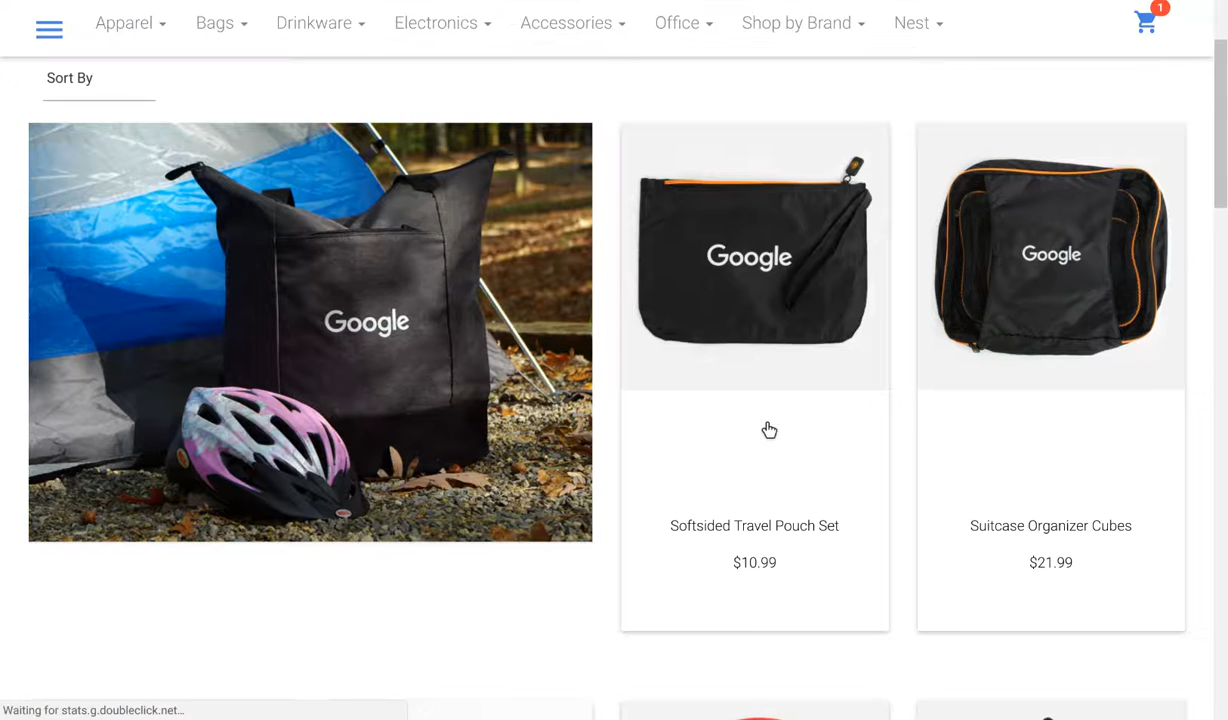 Apparel Bags Drinkware Electronics Accessories Office Shop by Brand Nest 1
Sort By
Google
Google
Google
Softsided Travel Pouch Set
Suitcase Organizer Cubes
$10.99
$21.99
Waiting for stats.g.doubleclick.net...